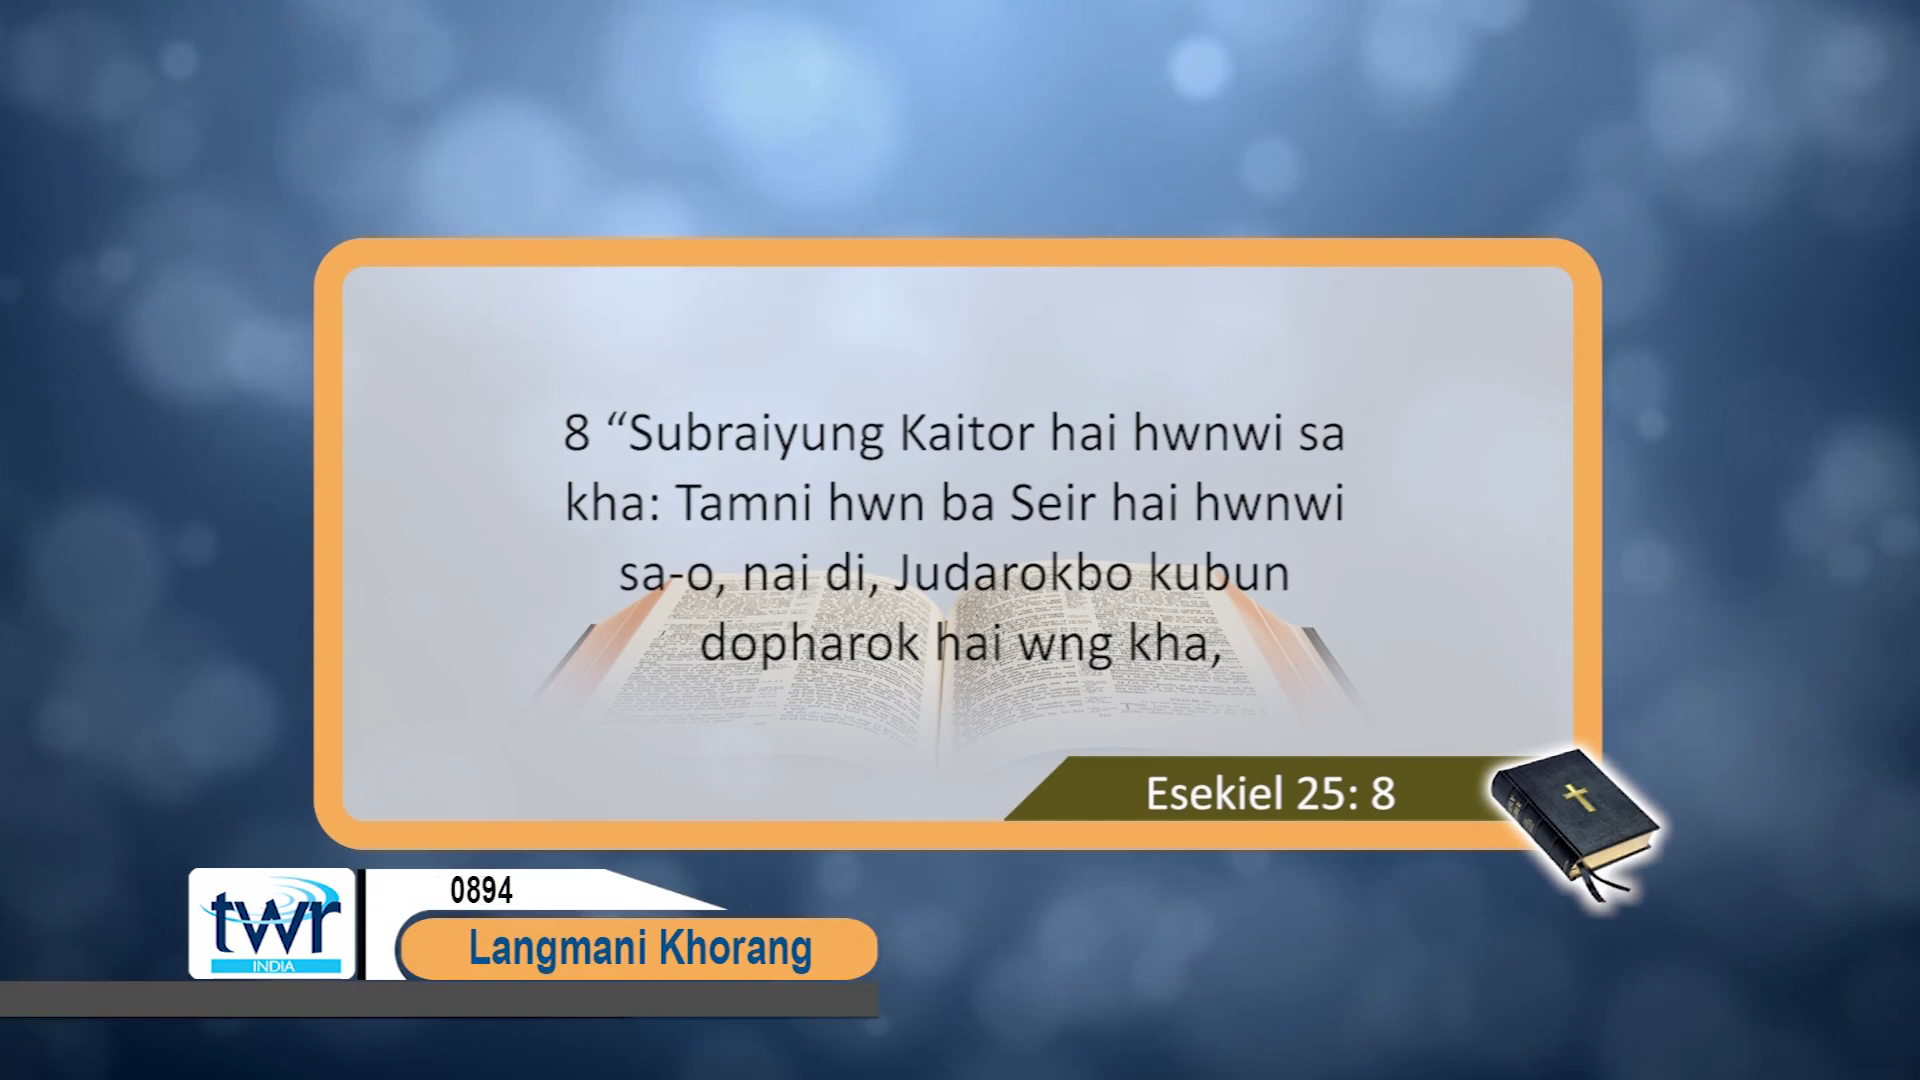 8 “Subraiyung Kaitor hai hwnwi sa
kha: Tamni hwn ba Seir hai hwnwi
sa-o, nai di, Judarokbo kubun
dopharok hai wng kha,
Esekiel 25: 8
twr
INDIA
0894
Langmani Khorang